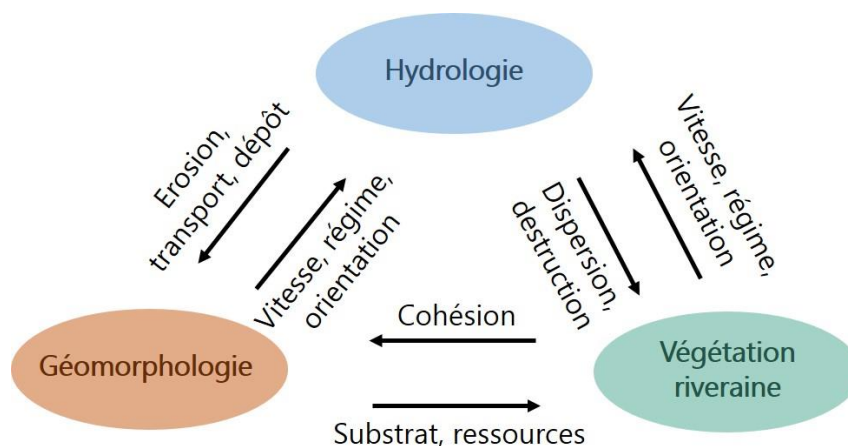 Hydrologie
Erosion,
transport, dépôt
Vitesse, régime,
orientation
Dispersion,
destruction
Vitesse, régime,
orientation
Géomorphologie
Cohésion
Substrat, ressources
Végétation
riveraine